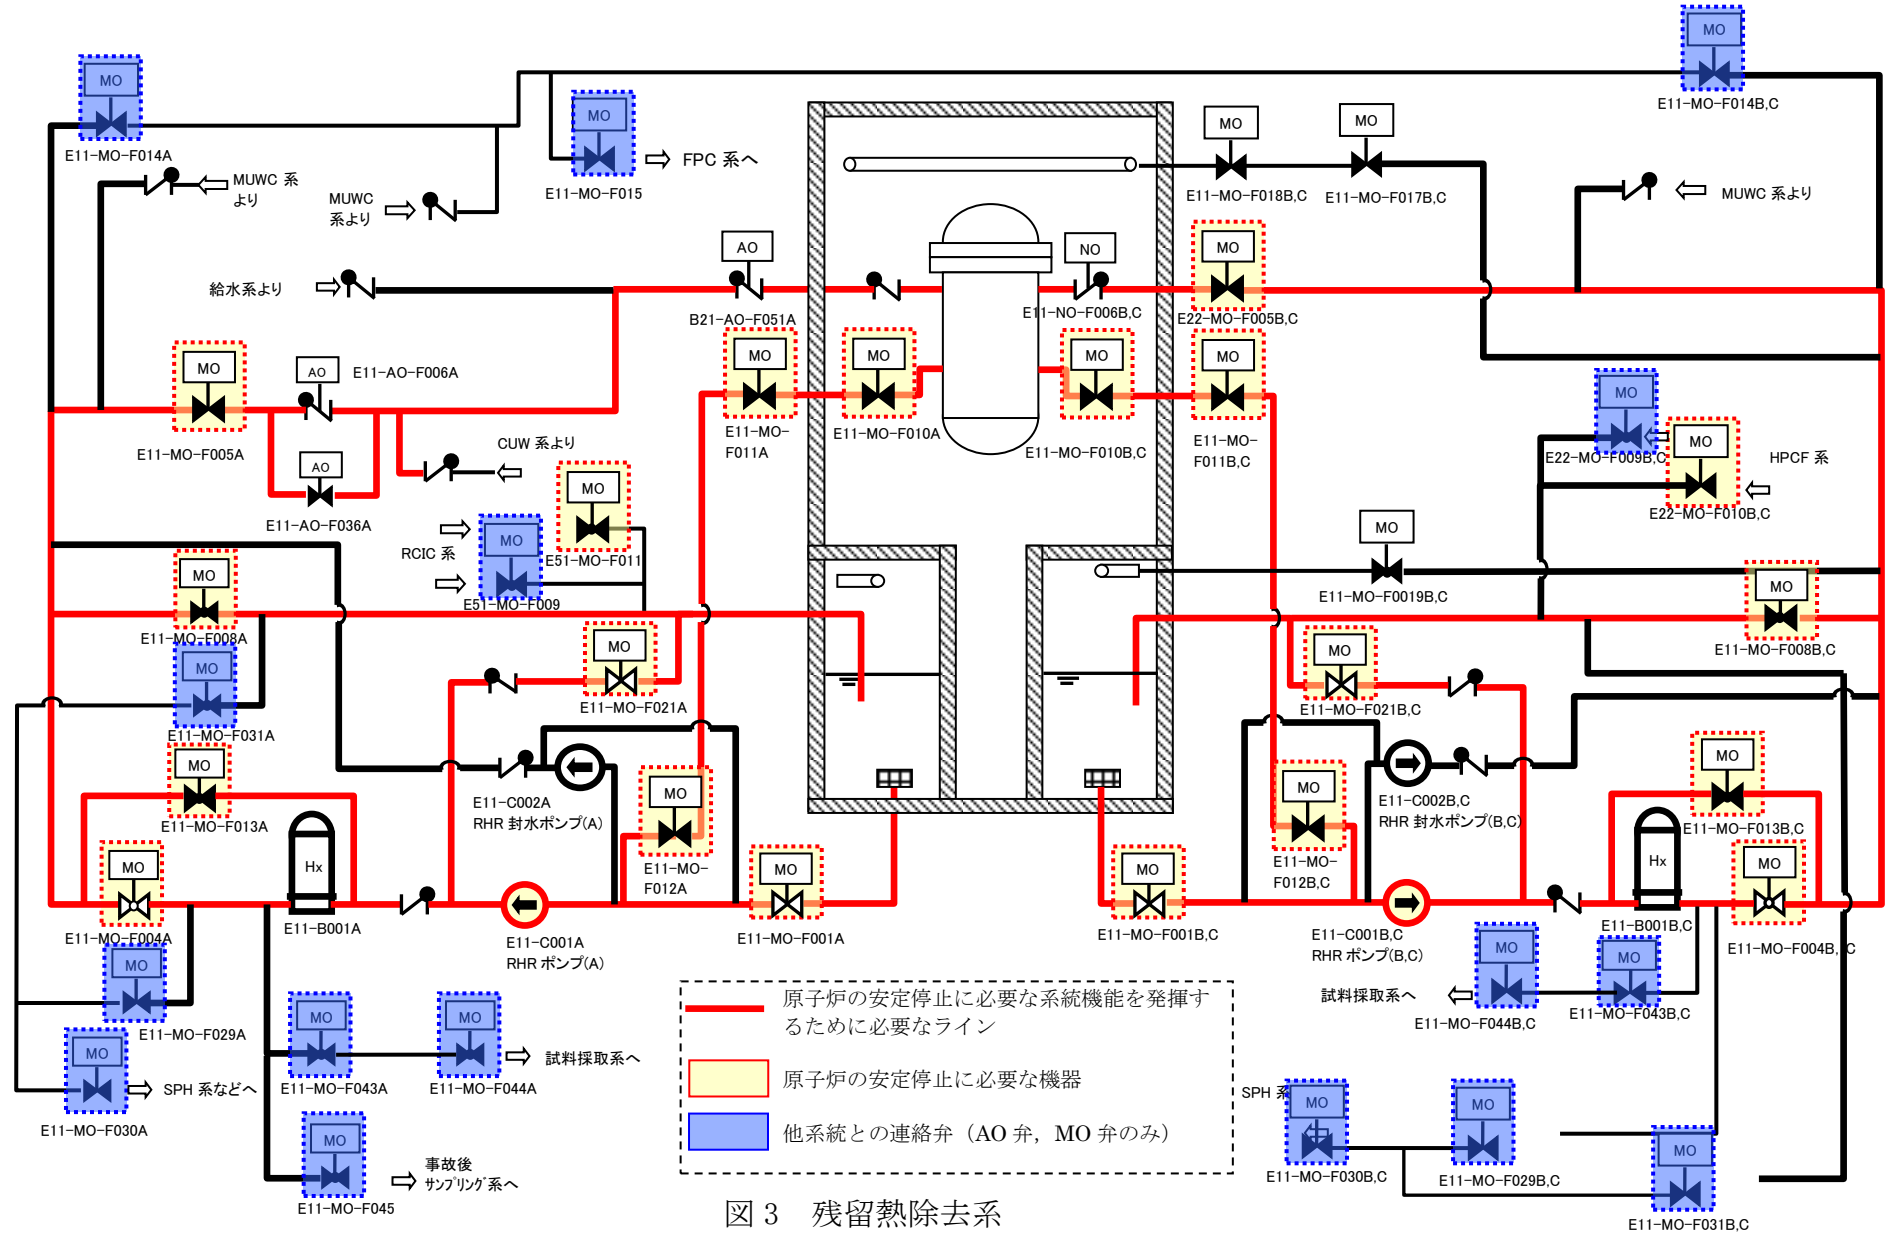 MO
E11-MO-F014B,C
MO
E11-MO-F014A
MO
E11-MO-F015
FPC 系へ
MUWC 系
より
MUWC
系より
MO
E11-MO-F018B,C
MO
E11-MO-F017B,C
MUWC 系より
給水系より
AO
B21-AO-F051A
NO
E11-NO-F006B,C
MO
E22-MO-F005B,C
MO
E11-MO-F005A
AO
E11-AO-F006A
AO
E11-AO-F036A
CUW 系より
MO
E11-MO-
F011A
MO
E11-MO-F010A
MO
E11-MO-F010B,C
MO
E11-MO-
F011B,C
MO
E22-MO-F009B,C
MO
E22-MO-F010B,C
HPCF 系
RCIC 系
MO
E51-MO-F011
MO
E51-MO-F009
MO
E11-MO-F0019B,C
MO
E11-MO-F008A
MO
E11-MO-F008B,C
MO
E11-MO-F031A
MO
E11-MO-F021A
MO
E11-MO-F021B,C
MO
E11-MO-F013A
E11-C002A
RHR 封水ポンプ(A)
MO
E11-MO-
F012A
MO
E11-MO-
F012B,C
E11-C002B,C
RHR 封水ポンプ(B,C)
MO
E11-MO-F013B,C
MO
E11-MO-F004A
Hx
E11-B001A
E11-C001A
RHR ポンプ(A)
MO
E11-MO-F001A
MO
E11-MO-F001B,C
E11-C001B,C
RHR ポンプ(B,C)
Hx
E11-B001B,C
MO
E11-MO-F004B, C
MO
E11-MO-F029A
MO
E11-MO-F030A
SPH 系などへ
MO
E11-MO-F043A
MO
E11-MO-F044A
試料採取系へ
MO
E11-MO-F045
事故後
サンプリング系へ
試料採取系へ
MO
E11-MO-F044B,C
MO
E11-MO-F043B,C
SPH 系
MO
E11-MO-F030B,C
MO
E11-MO-F029B,C
MO
E11-MO-F031B,C
原子炉の安定停止に必要な系統機能を発揮す
るために必要なライン
原子炉の安定停止に必要な機器
他系統との連絡弁（AO 弁，MO 弁のみ）
図 3 残留熱除去系